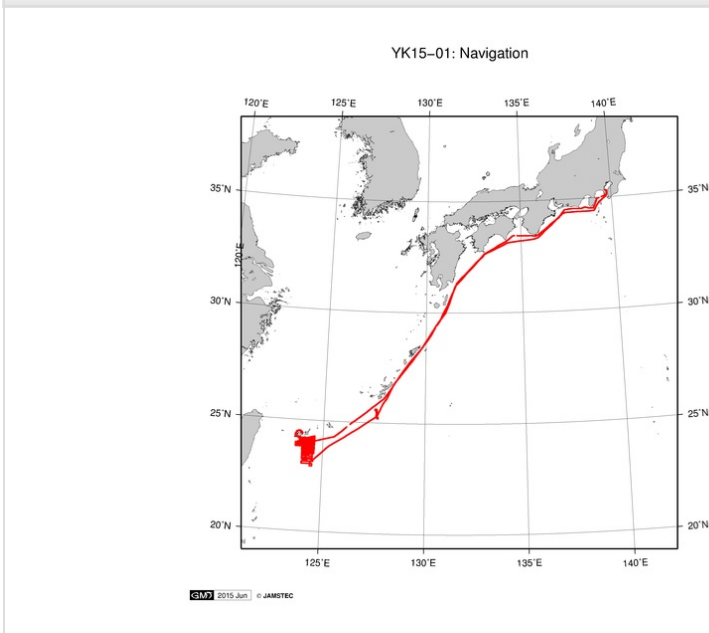 YK15−01: Navigation
120˚E 125˚E 130˚E 135˚E 140˚E
35˚N 35˚N
120˚E
30˚N 30˚N
25˚N 25˚N
20˚N 20˚N
125˚E 130˚E 135˚E 140˚E
GMT 2015 Jun © JAMSTEC